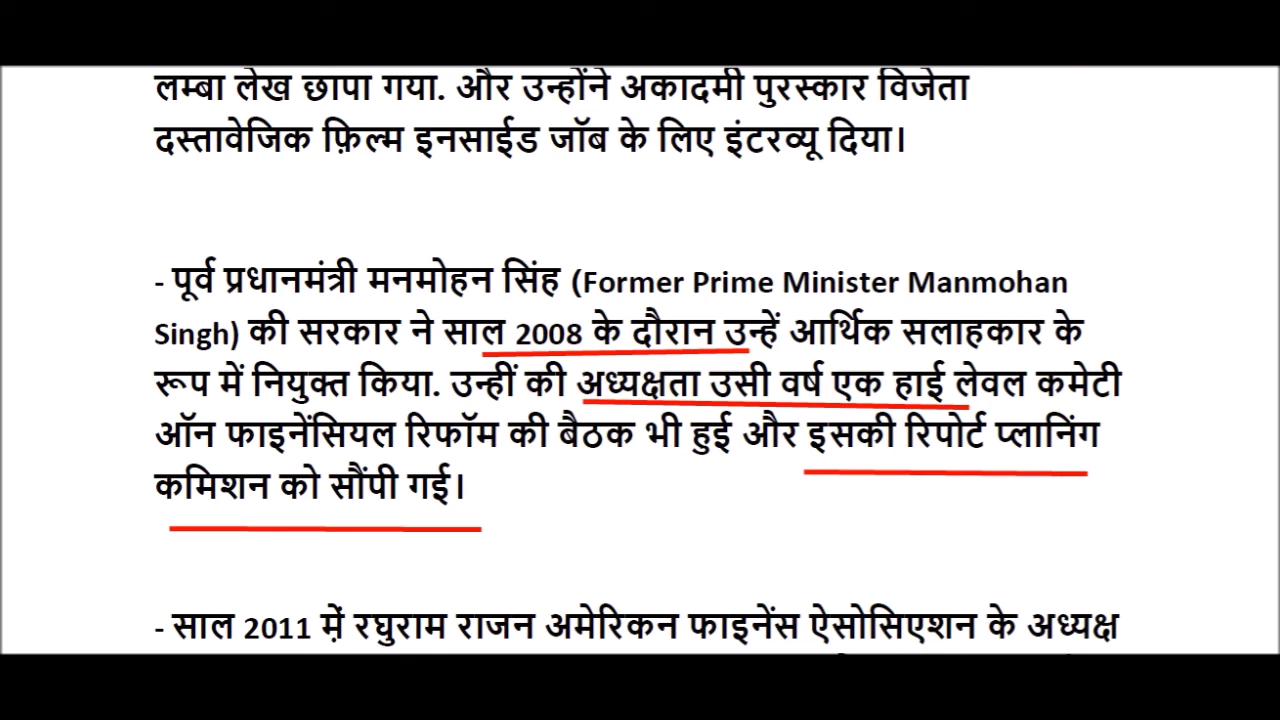 लम्बा लेख छापा गया. और उन्होंने अकादमी पुरस्कार विजेता
दस्तावेजिक फ़िल्म इनसाईड जॉब के लिए इंटरव्यू दिया।
- पूर्व प्रधानमंत्री मनमोहन सिंह (Former Prime Minister Manmohan
Singh) की सरकार ने साल 2008 के दौरान उन्हें आर्थिक सलाहकार के
रूप में नियुक्त किया. उन्हीं की अध्यक्षता उसी वर्ष एक हाई लेवल कमेटी
ऑन फाइनेंसियल रिफॉम की बैठक भी हुई और इसकी रिपोर्ट प्लानिंग
कमिशन को सौंपी गई।
- साल 2011 में रघुराम राजन अमेरिकन फाइनेंस ऐसोसिएशन के अध्यक्ष